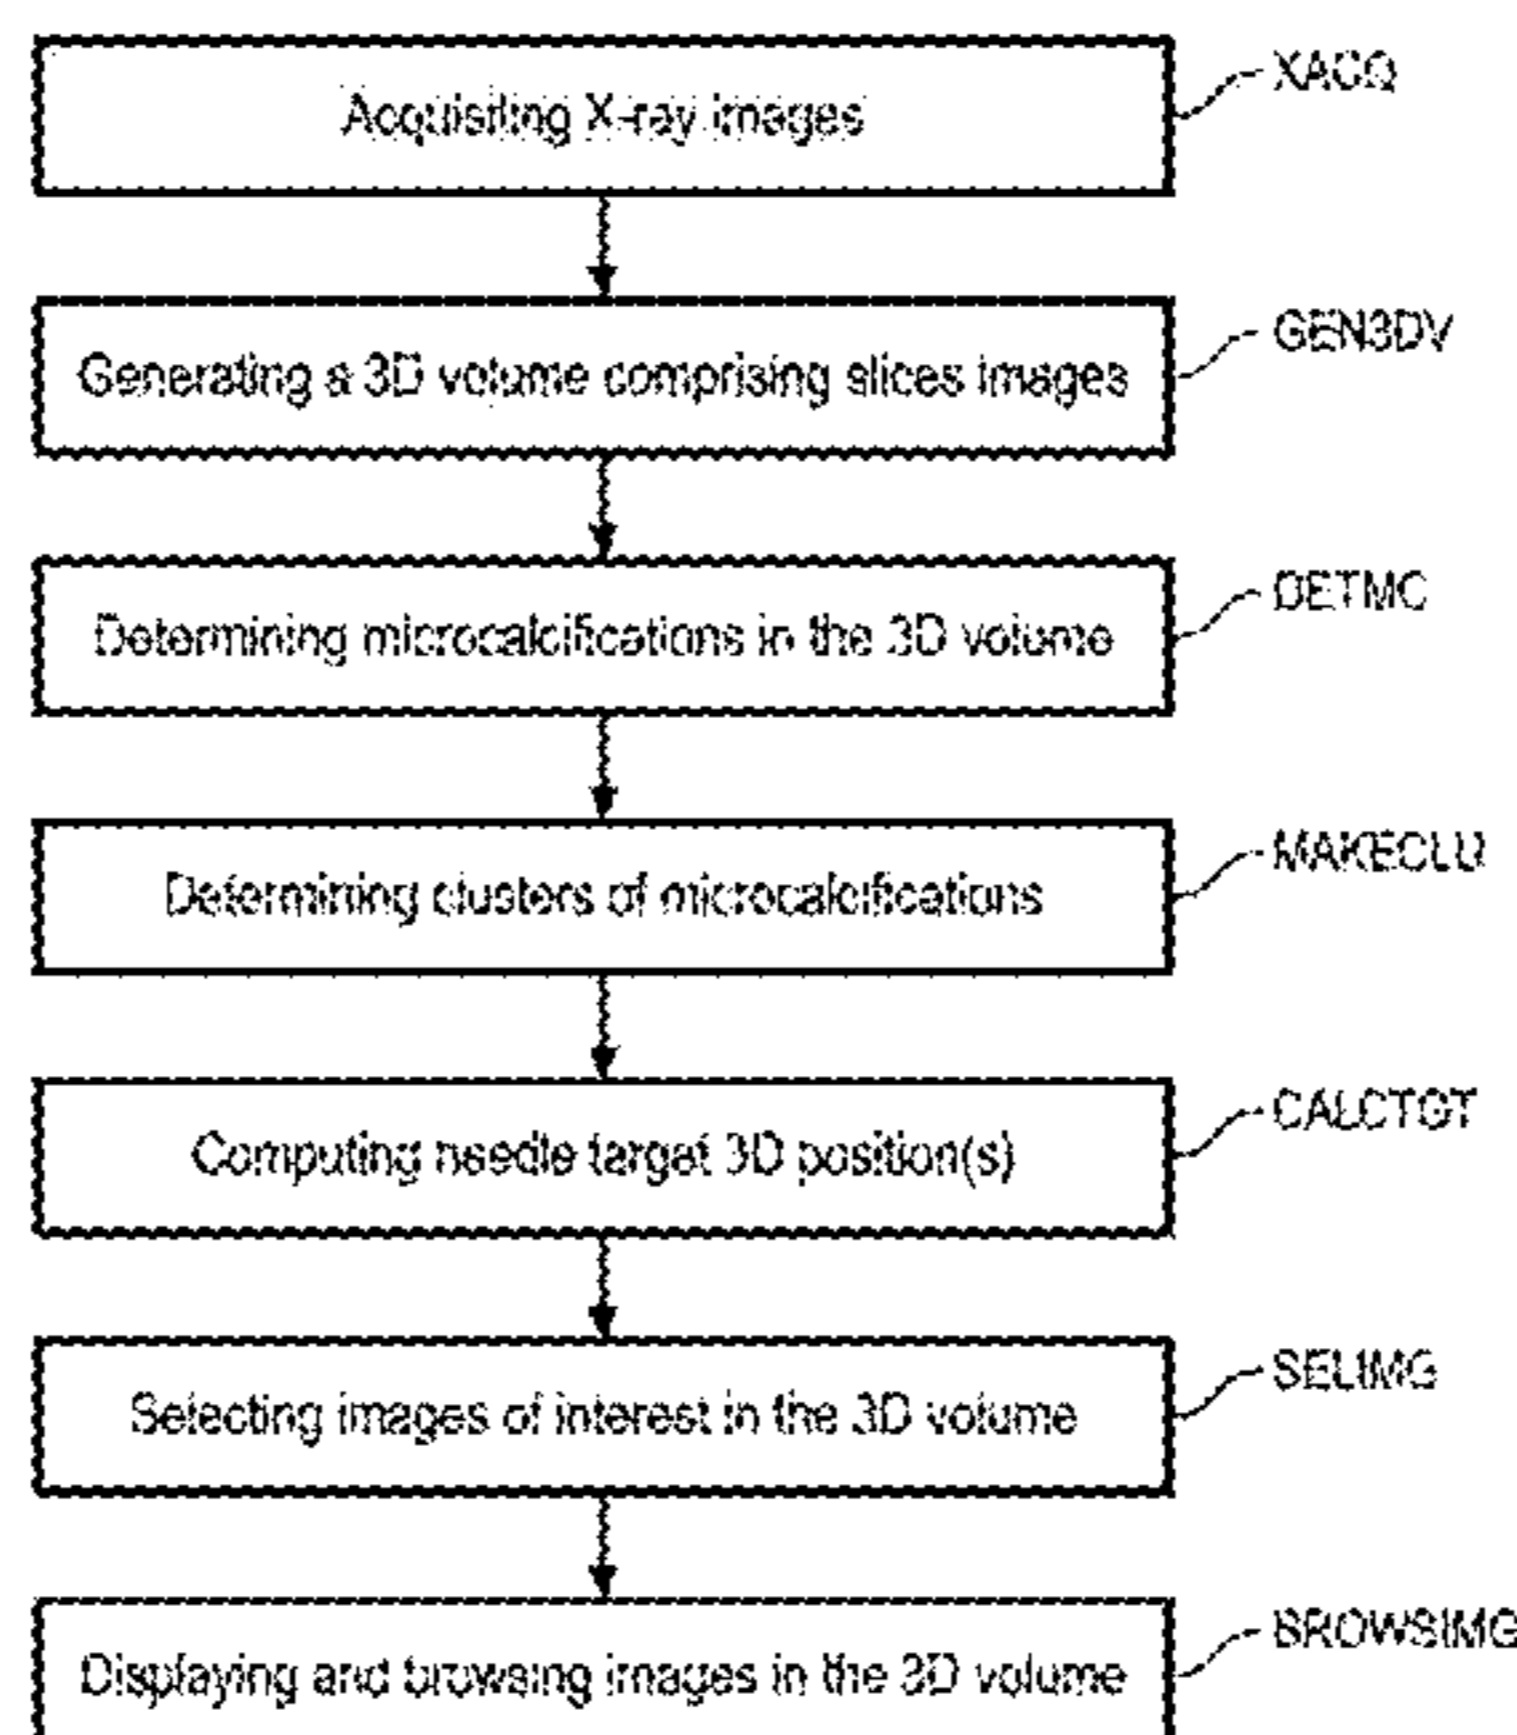 Acquisiting X-ray images
XACQ
Generating a 3D volume comprising slices images
GEN3DV
Determining microcalcifications in the 3D volume
DETMC
Determining clusters of microcalcifications
MAKECLU
Computing needle target 3D position(s)
CALCTGT
Selecting images of interest in the 3D volume
SELIMG
Displaying and browsing images in the 3D volume
BROWSIMG